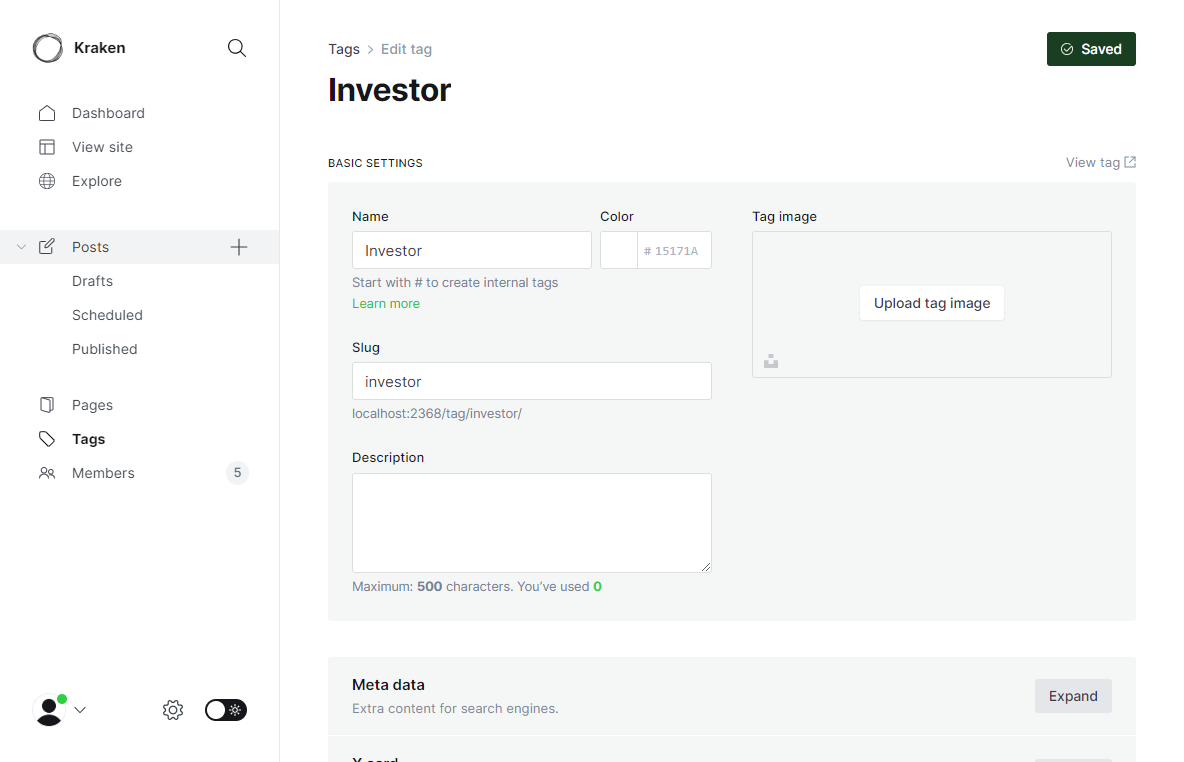 Kraken
Dashboard
View site
Explore
Posts
Drafts
Scheduled
Published
Pages
Tags
Members 5
Tags > Edit tag
Saved
Investor
BASIC SETTINGS
View tag
Name
Investor
Start with # to create internal tags
Learn more
Color
# 15171A
Slug
investor
localhost:2368/tag/investor/
Description
Maximum: 500 characters. You’ve used 0
Tag image
Upload tag image
Meta data
Extra content for search engines.
Expand
X card